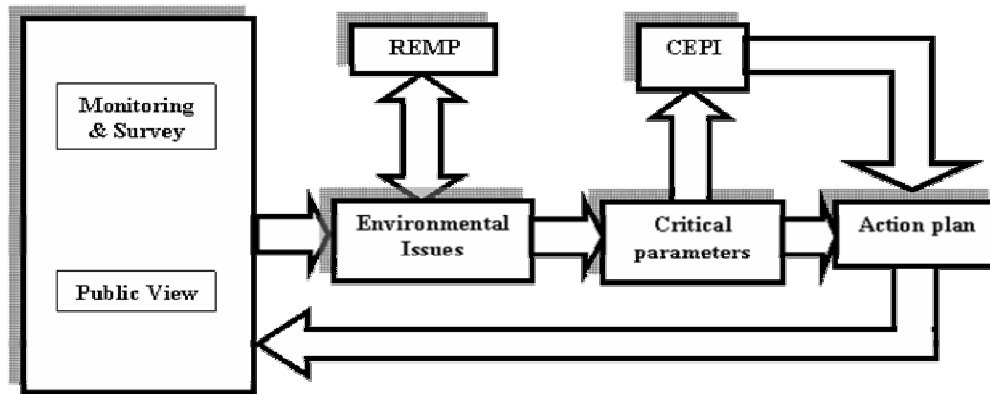 REMP
CEPI
Monitoring
& Survey
Environmental
Issues
Critical
parameters
Action plan
Public View